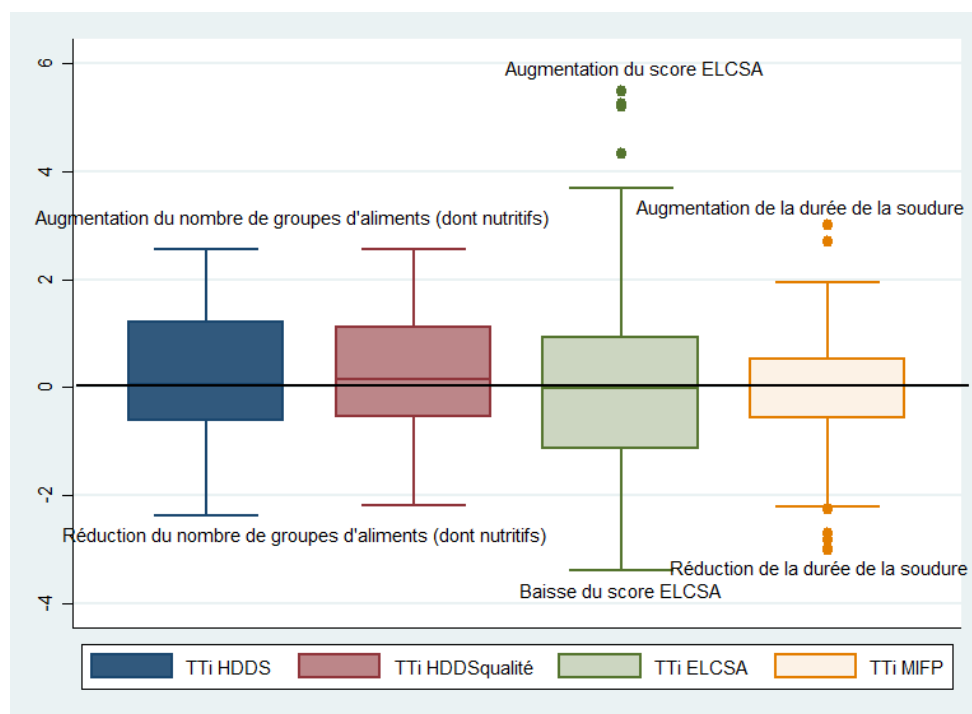 6
Augmentation du score ELCSA
4
Augmentation de la durée de la soudure
Augmentation du nombre de groupes d'aliments (dont nutritifs)
2
0
-2
Réduction du nombre de groupes d'aliments (dont nutritifs)
Réduction de la durée de la soudure
Baisse du score ELCSA
-4
TTi HDDS TTi HDDSqualité TTi ELCSA TTi MIFP